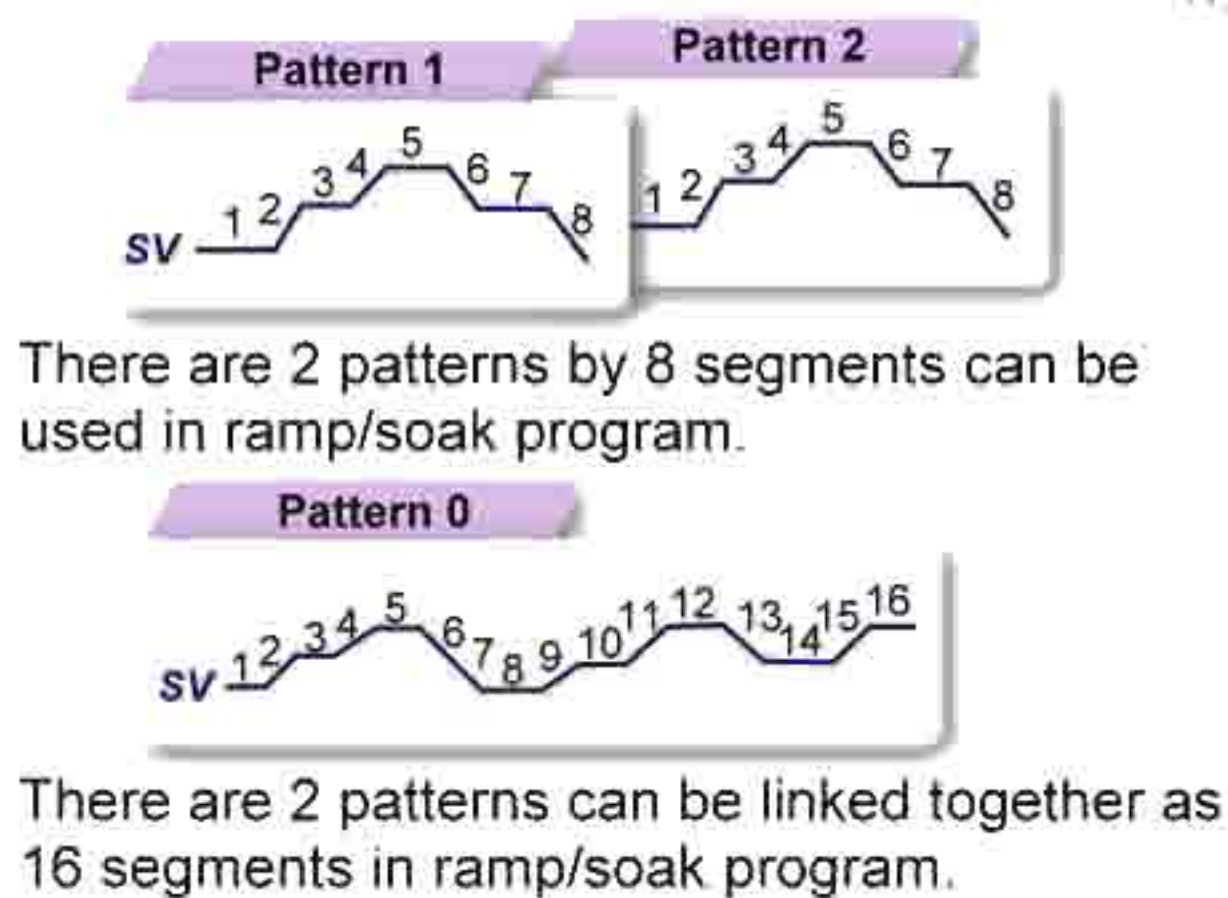 Pattern 1
Pattern 2
SV 1 2 3 4 5 6 7 8
1 2 3 4 5 6 7 8
There are 2 patterns by 8 segments can be
used in ramp/soak program.
Pattern 0
SV 1 2 3 4 5 6 7 8 9 10 11 12 13 14 15 16
There are 2 patterns can be linked together as
16 segments in ramp/soak program.